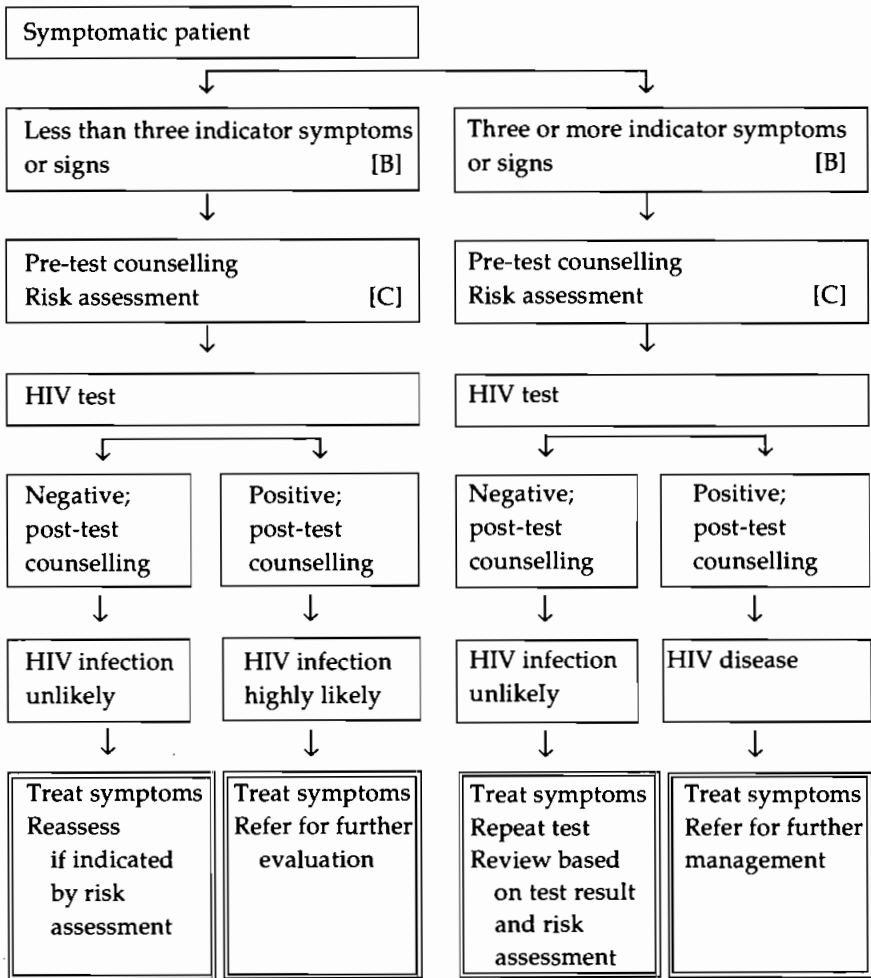 Symptomatic patient
Less than three indicator symptoms
or signs [B]
Three or more indicator symptoms
or signs [B]
Pre-test counselling
Risk assessment [C]
Pre-test counselling
Risk assessment [C]
HIV test
HIV test
Negative;
post-test
counselling
Positive;
post-test
counselling
Negative;
post-test
counselling
Positive;
post-test
counselling
HIV infection
unlikely
HIV infection
highly likely
HIV infection
unlikely
HIV disease
Treat symptoms
Reassess
if indicated
by risk
assessment
Treat symptoms
Refer for further
evaluation
Treat symptoms
Repeat test
Review based
on test result
and risk
assessment
Treat symptoms
Refer for further
management